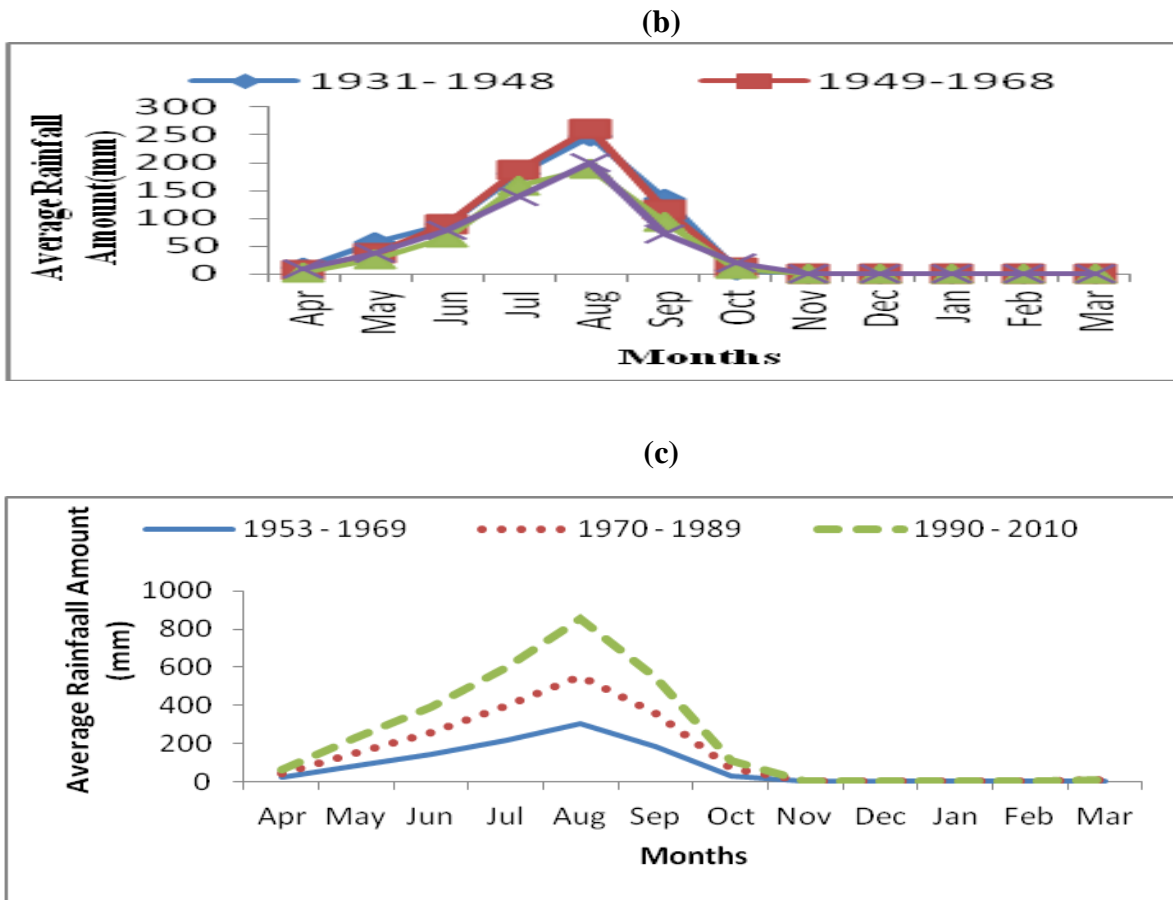 (b)
1931- 1948 1949-1968
Average Rainfall
Amount(mm)
300
250
200
150
100
50
0
Apr May Jun Jul Aug Sep Oct Nov Dec Jan Feb Mar
Months
(c)
1953 - 1969 1970 - 1989 1990 - 2010
Average Rainfaall Amount
(mm)
1000
800
600
400
200
0
Apr May Jun Jul Aug Sep Oct Nov Dec Jan Feb Mar
Months